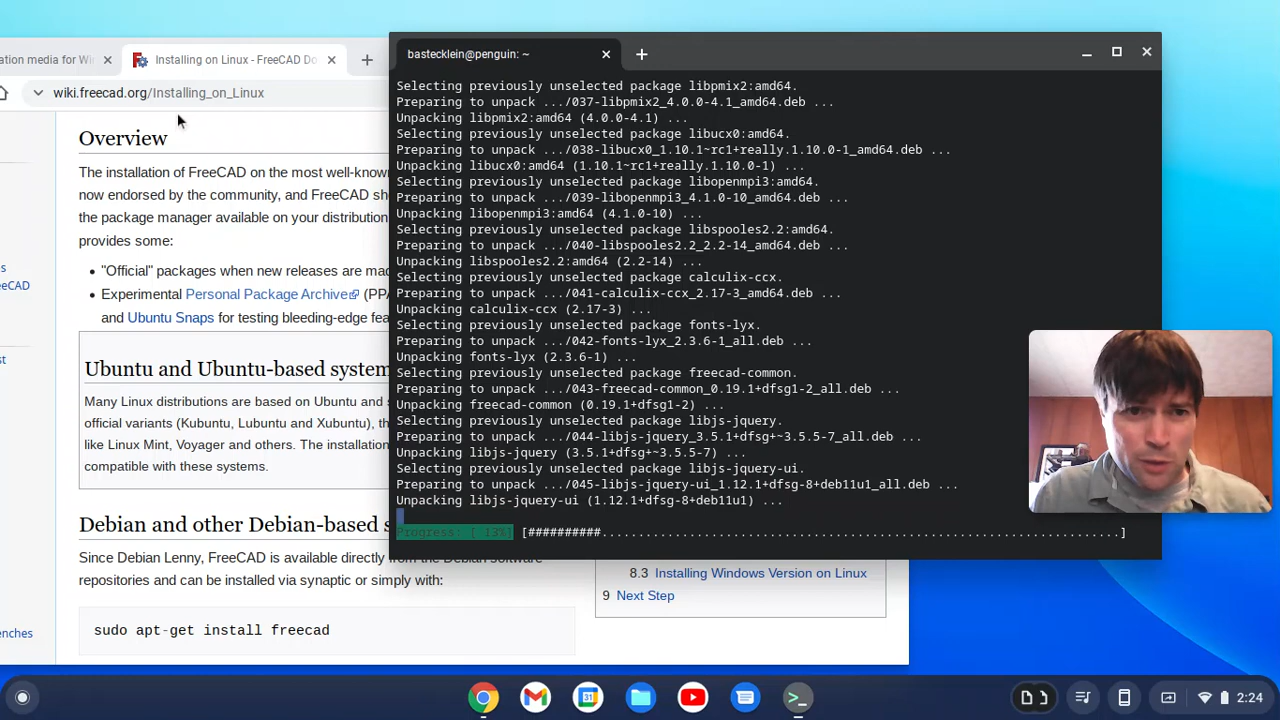 ation media for Wi
Installing on Linux - FreeCAD Do
wiki.freecad.org/Installing_on_Linux
Overview
The installation of FreeCAD on the most well-known
now endorsed by the community, and FreeCAD sho
the package manager available on your distribution
provides some:
"Official" packages when new releases are mad
Experimental Personal Package Archive (PPA
and Ubuntu Snaps for testing bleeding-edge fea
Ubuntu and Ubuntu-based system
Many Linux distributions are based on Ubuntu and s
official variants (Kubuntu, Lubuntu and Xubuntu), th
like Linux Mint, Voyager and others. The installation
compatible with these systems.
Debian and other Debian-based s
Since Debian Lenny, FreeCAD is available directly from the Debian software
repositories and can be installed via synaptic or simply with:
sudo apt-get install freecad
s
eeCAD
st
enches
8.3 Installing Windows Version on Linux
9 Next Step
bastecklein@penguin: ~
Selecting previously unselected package libpmix2:amd64.
Preparing to unpack .../037-libpmix2_4.0.0-4.1_amd64.deb ...
Unpacking libpmix2:amd64 (4.0.0-4.1) ...
Selecting previously unselected package libucx0:amd64.
Preparing to unpack .../038-libucx0_1.10.1~rc1+really.1.10.0-1_amd64.deb ...
Unpacking libucx0:amd64 (1.10.1~rc1+really.1.10.0-1) ...
Selecting previously unselected package libopenmpi3:amd64.
Preparing to unpack .../039-libopenmpi3_4.1.0-10_amd64.deb ...
Unpacking libopenmpi3:amd64 (4.1.0-10) ...
Selecting previously unselected package libspooles2.2:amd64.
Preparing to unpack .../040-libspooles2.2_2.2-14_amd64.deb ...
Unpacking libspooles2.2:amd64 (2.2-14) ...
Selecting previously unselected package calculix-ccx.
Preparing to unpack .../041-calculix-ccx_2.17-3_amd64.deb ...
Unpacking calculix-ccx (2.17-3) ...
Selecting previously unselected package fonts-lyx.
Preparing to unpack .../042-fonts-lyx_2.3.6-1_all.deb ...
Unpacking fonts-lyx (2.3.6-1) ...
Selecting previously unselected package freecad-common.
Preparing to unpack .../043-freecad-common_0.19.1+dfsg1-2_all.deb ...
Unpacking freecad-common (0.19.1+dfsg1-2) ...
Selecting previously unselected package libjs-jquery.
Preparing to unpack .../044-libjs-jquery_3.5.1+dfsg+~3.5.5-7_all.deb ...
Unpacking libjs-jquery (3.5.1+dfsg+~3.5.5-7) ...
Selecting previously unselected package libjs-jquery-ui.
Preparing to unpack .../045-libjs-jquery-ui_1.12.1+dfsg-8+deb11u1_all.deb ...
Unpacking libjs-jquery-ui (1.12.1+dfsg-8+deb11u1) ...
Progress: [ 13%] [##########.......................................................................]
31
2:24